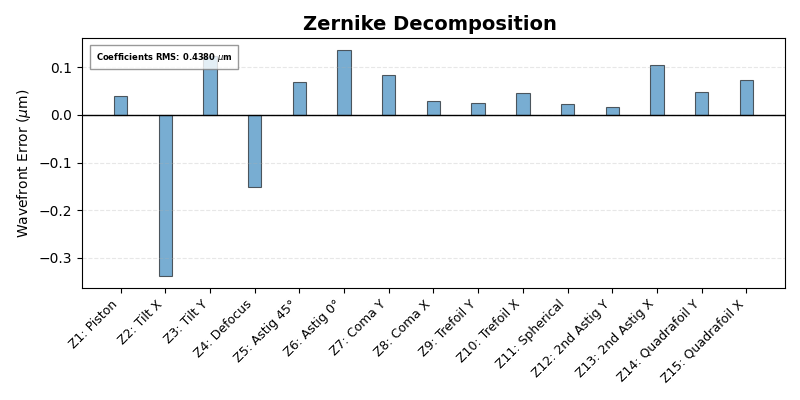 Zernike Decomposition
Coefficients RMS: 0.4380 μm
Wavefront Error (μm)
0.1
0.0
−0.1
−0.2
−0.3
Z1: Piston
Z2: Tilt X
Z3: Tilt Y
Z4: Defocus
Z5: Astig 45°
Z6: Astig 0°
Z7: Coma Y
Z8: Coma X
Z9: Trefoil Y
Z10: Trefoil X
Z11: Spherical
Z12: 2nd Astig Y
Z13: 2nd Astig X
Z14: Quadrafoil Y
Z15: Quadrafoil X